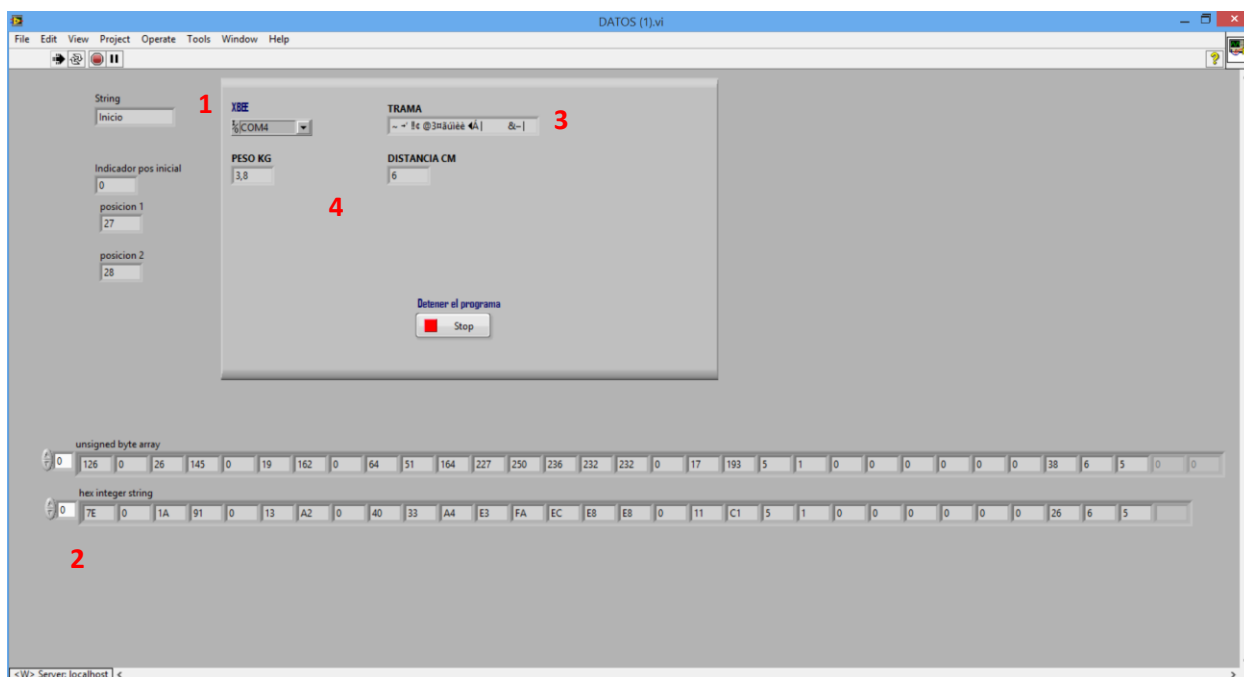 DATOS (1).vi
File Edit View Project Operate Tools Window Help
String
Inicio
1
XBEE
COM4
TRAMA
3
PESO KG
3,8
DISTANCIA CM
6
4
Indicador pos inicial
0
posicion 1
27
posicion 2
28
Detener el programa
Stop
unsigned byte array
0 126 0 26 145 0 19 162 0 64 51 164 227 250 236 232 232 0 17 193 5 1 0 0 0 0 0 0 38 6 5 0 0
hex integer string
0 7E 0 1A 91 0 13 A2 0 40 33 A4 E3 FA EC E8 E8 0 11 C1 5 1 0 0 0 0 0 0 26 6 5
2
<W> Server: localhost <